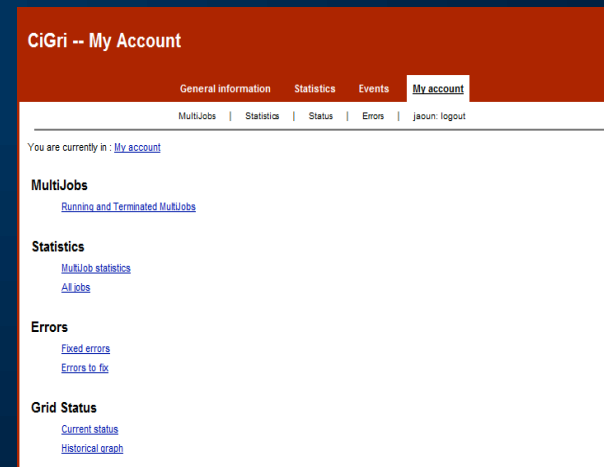 CiGri -- My Account
General information Statistics Events My account
MultiJobs | Statistics | Status | Errors | jaoun: logout
You are currently in : My account
MultiJobs
Running and Terminated MultiJobs
Statistics
MultiJob statistics
All jobs
Errors
Fixed errors
Errors to fix
Grid Status
Current status
Historical graph